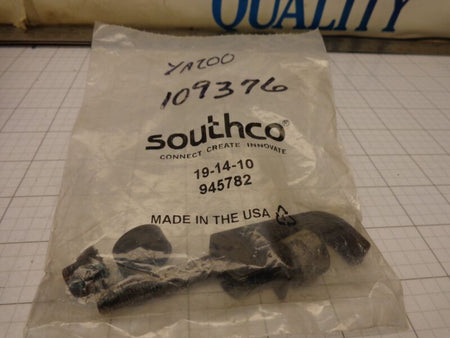 QUALITY
YAZOO
109376
southco®
CONNECT CREATE INNOVATE
19-14-10
945782
MADE IN THE USA